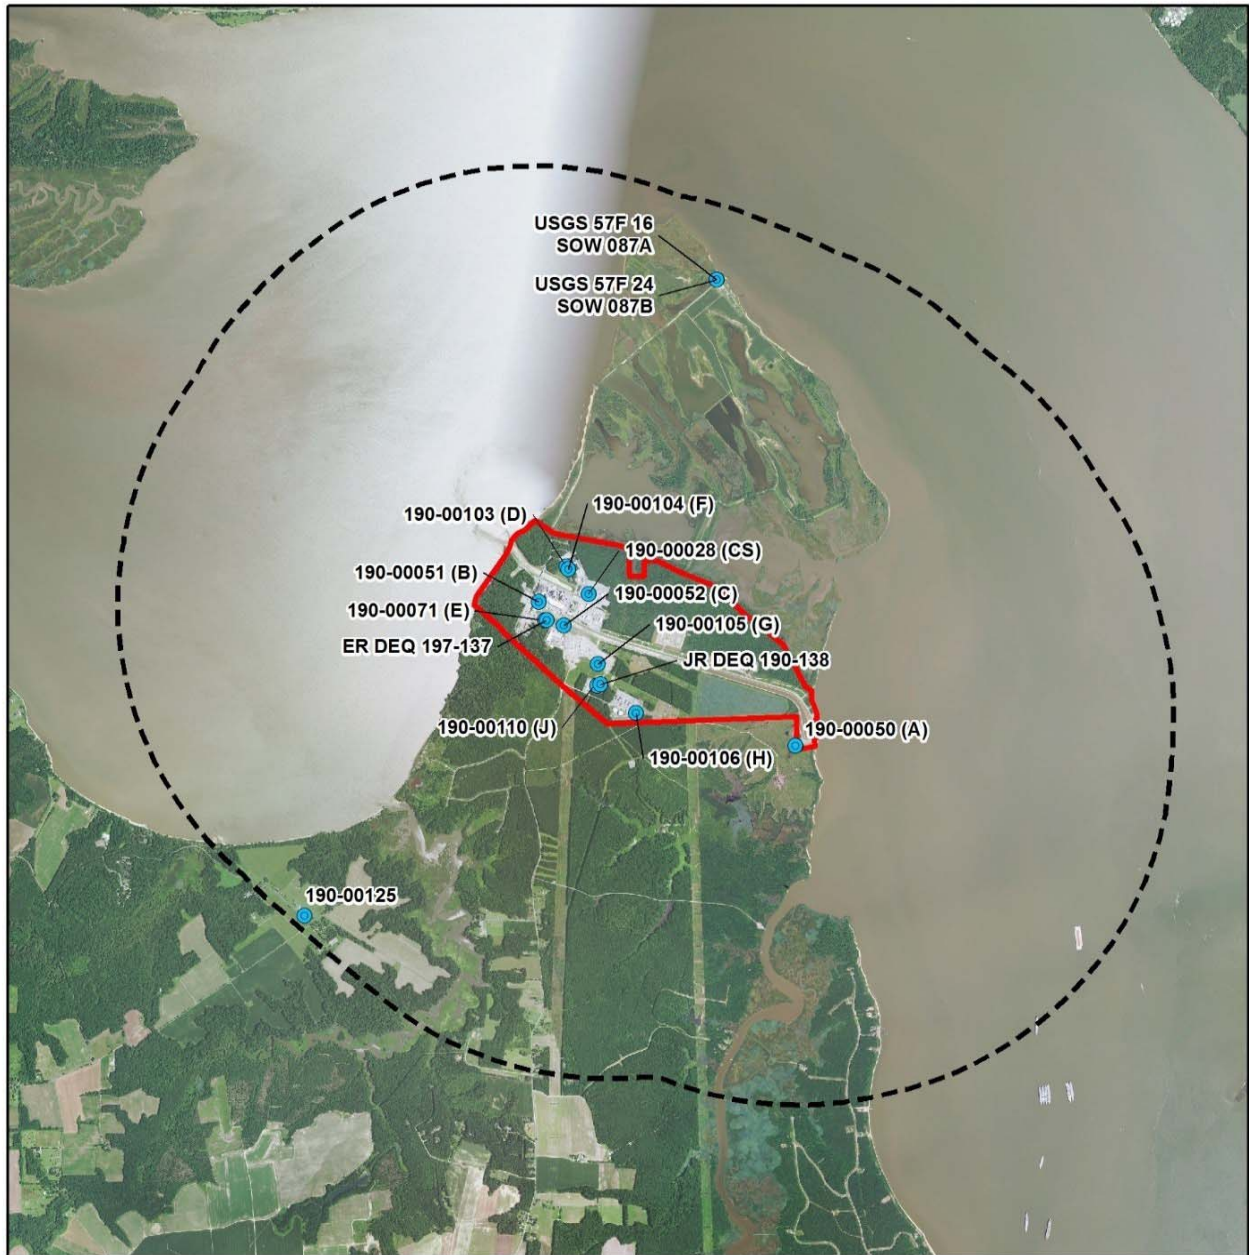 USGS 57F 16
SOW 087A
USGS 57F 24
SOW 087B
190-00103 (D)
190-00104 (F)
190-00028 (CS)
190-00051 (B)
190-00052 (C)
190-00071 (E)
190-00105 (G)
ER DEQ 197-137
JR DEQ 190-138
190-00110 (J)
190-00050 (A)
190-00106 (H)
190-00125